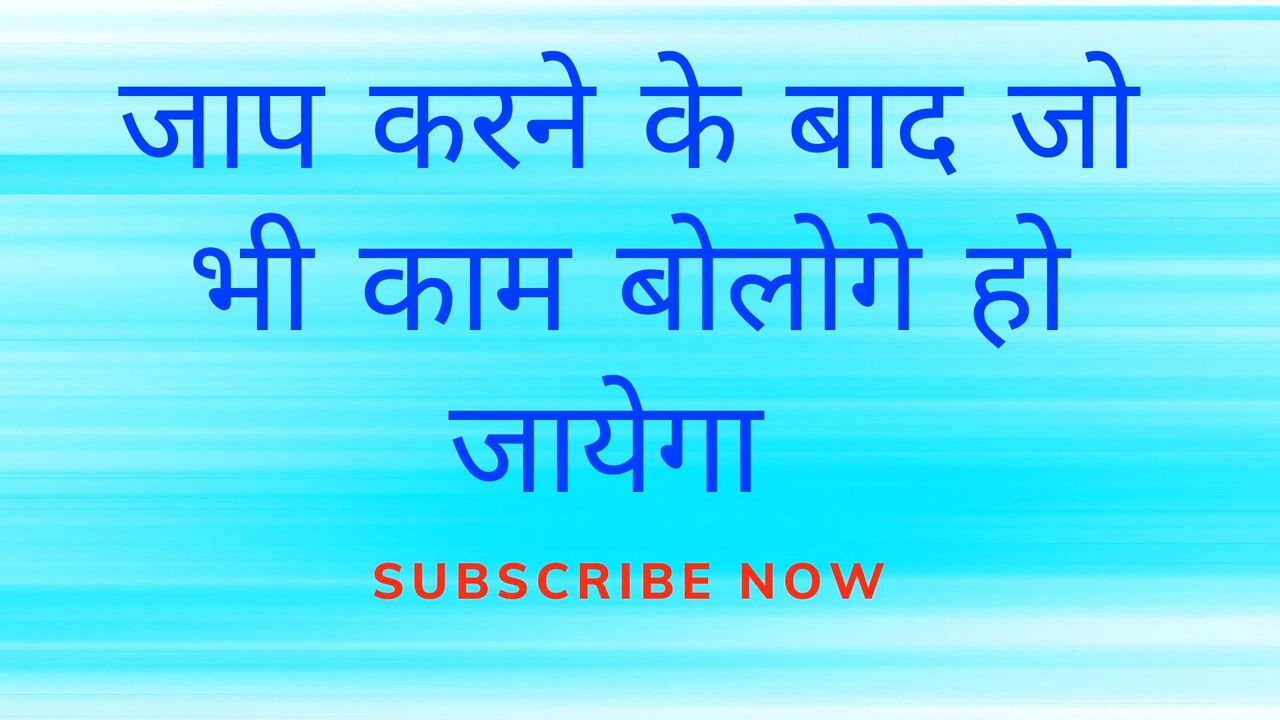 जाप करने के बाद जो
भी काम बोलोगे हो
जायेगा
SUBSCRIBE NOW